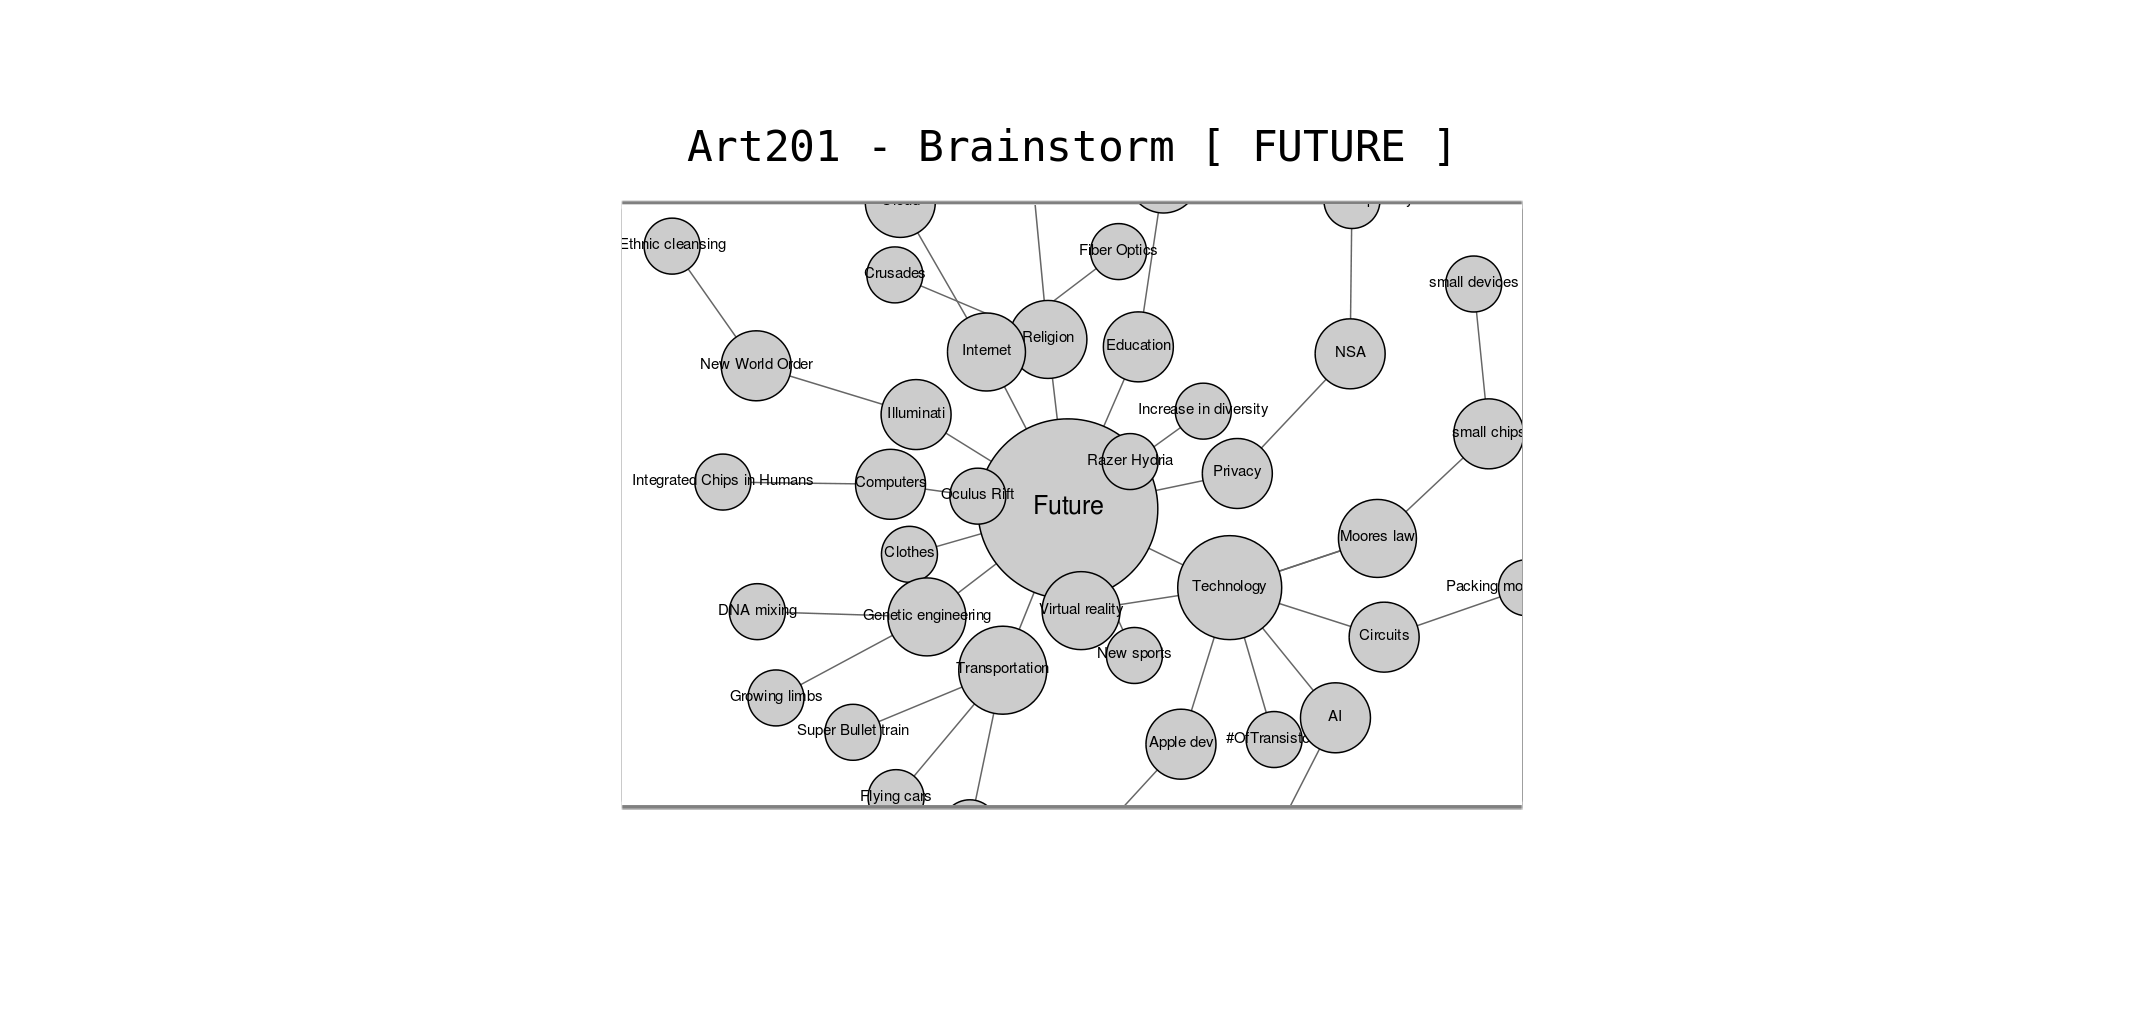 Art201 - Brainstorm [ FUTURE ]
Ethnic cleansing
Crusades
Fiber Optics
small devices
Internet
Religion
Education
NSA
New World Order
Illuminati
Increase in diversity
small chips
Razer Hydria
Privacy
Integrated Chips in Humans
Computers
Oculus Rift
Future
Moores law
Clothes
Technology
Packing
DNA mixing
Genetic engineering
Virtual reality
Circuits
New sports
Transportation
Growing limbs
Super Bullet train
Apple dev
AI
Flying cars